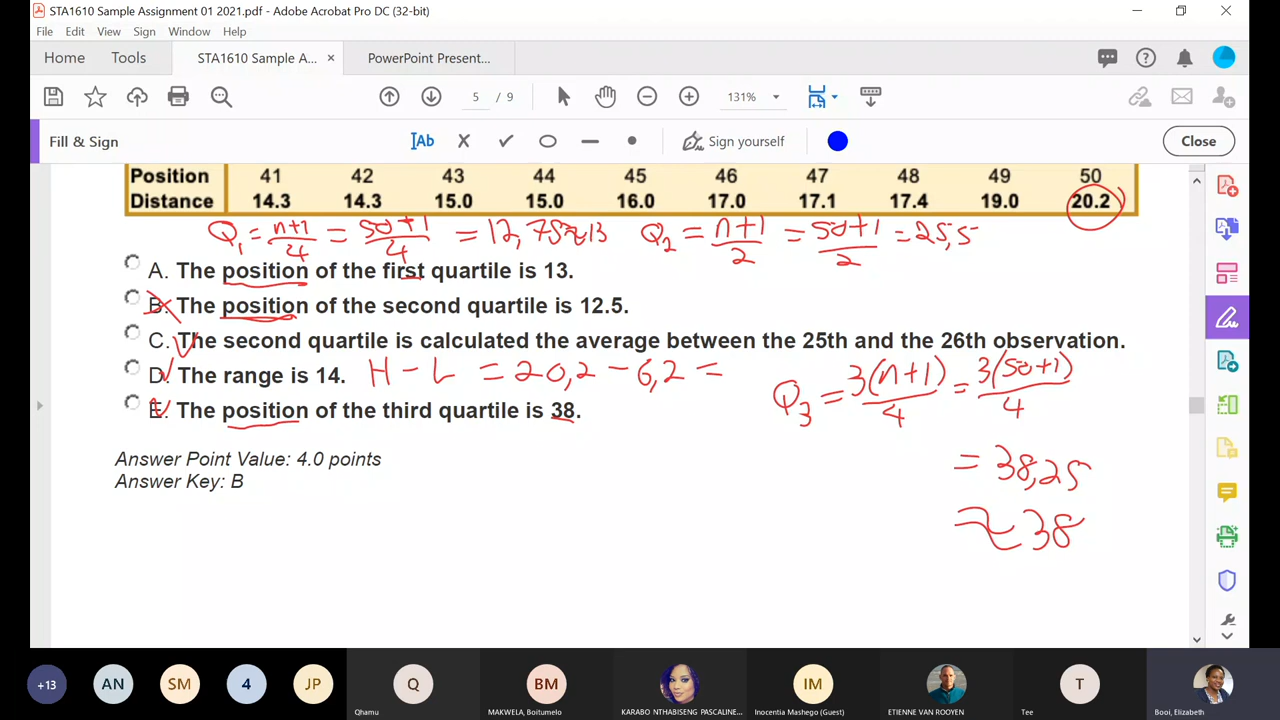 STA1610 Sample Assignment 01 2021.pdf - Adobe Acrobat Pro DC (32-bit)
File Edit View Sign Window Help
Home Tools STA1610 Sample A... × PowerPoint Present...
5 / 9 131%
Fill & Sign Ab Sign yourself Close
Position 41 42 43 44 45 46 47 48 49 50
Distance 14.3 14.3 15.0 15.0 16.0 17.0 17.1 17.4 19.0 20.2
Q1 = n+1/4 = 50+1/4 = 12,75 ≈ 13 Q2 = n+1/2 = 50+1/2 = 25,5
A. The position of the first quartile is 13.
B. The position of the second quartile is 12.5.
C. The second quartile is calculated the average between the 25th and the 26th observation.
D. The range is 14. H - L = 20,2 - 6,2 =
Q3 = 3(n+1)/4 = 3(50+1)/4
E. The position of the third quartile is 38.
= 38,25
≈ 38
Answer Point Value: 4.0 points
Answer Key: B
+13 AN SM 4 JP Q BM IM T
Qhamu MAKWELA, Boitumelo KARABO NTHABISENG PASCALINE... Inocentia Mashego (Guest) ETIENNE VAN ROOYEN Tee Booi, Elizabeth